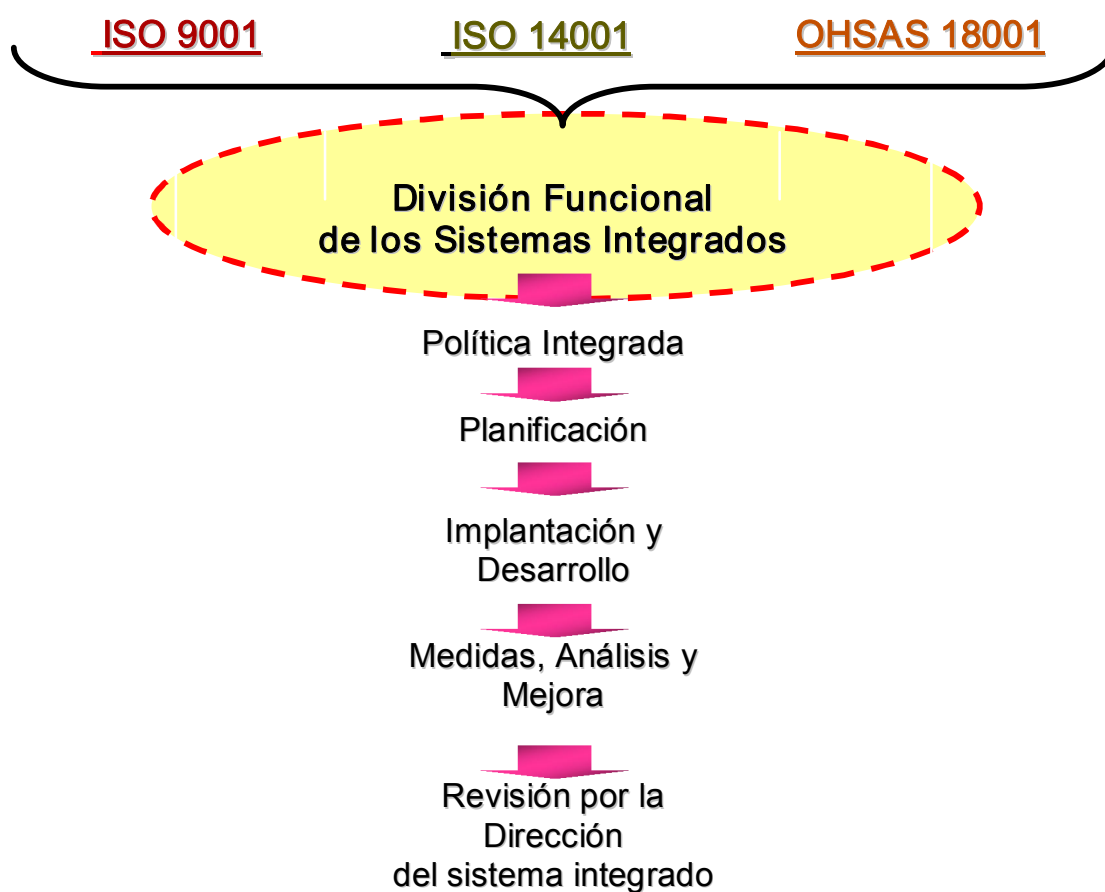 ISO 9001 ISO 14001 OHSAS 18001
División Funcional
de los Sistemas Integrados
Política Integrada
Planificación
Implantación y
Desarrollo
Medidas, Análisis y
Mejora
Revisión por la
Dirección
del sistema integrado